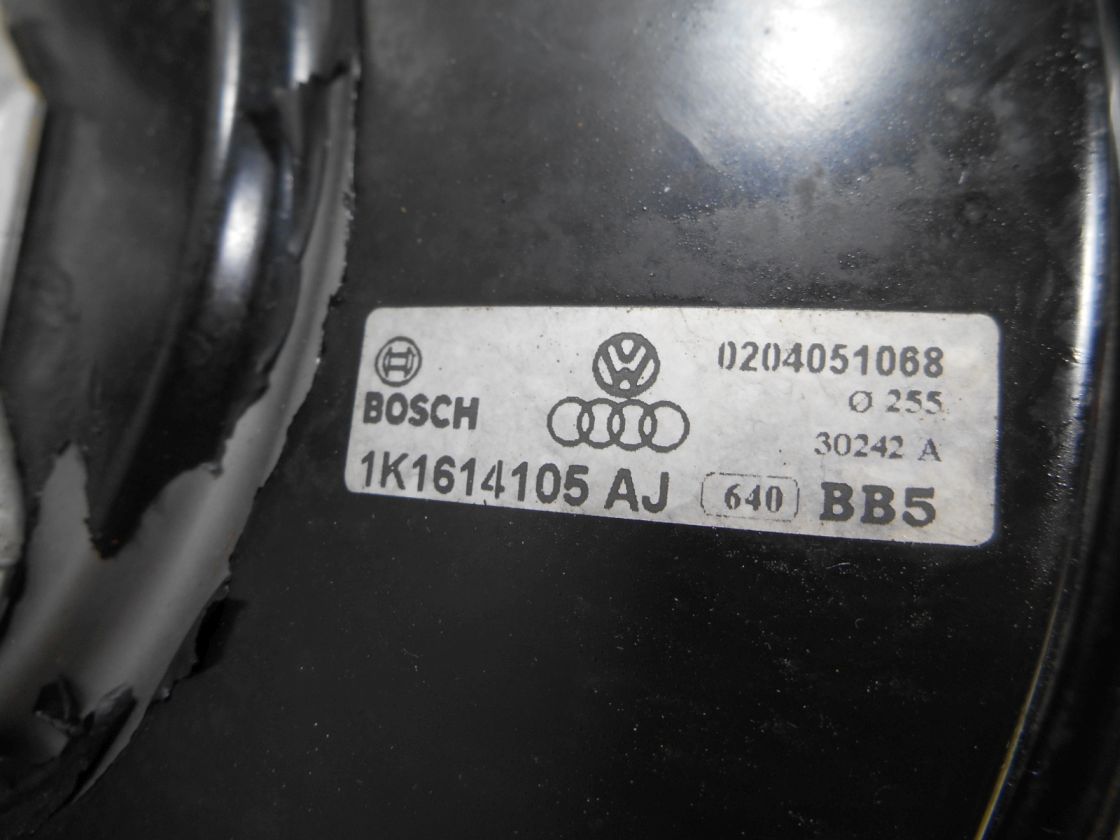 BOSCH
0204051068
Ø 255
30242 A
1K1614105 AJ 640 BB5